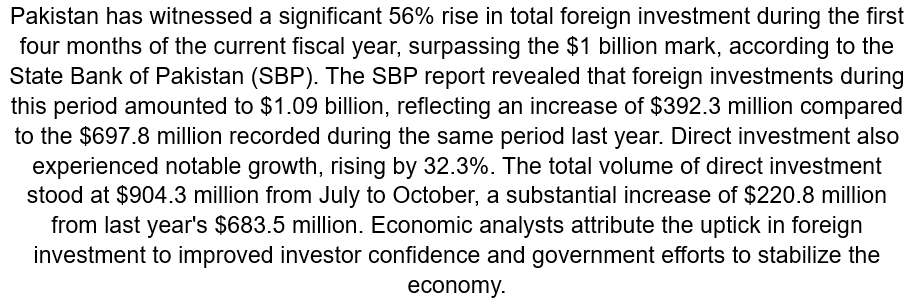 Pakistan has witnessed a significant 56% rise in total foreign investment during the first
four months of the current fiscal year, surpassing the $1 billion mark, according to the
State Bank of Pakistan (SBP). The SBP report revealed that foreign investments during
this period amounted to $1.09 billion, reflecting an increase of $392.3 million compared
to the $697.8 million recorded during the same period last year. Direct investment also
experienced notable growth, rising by 32.3%. The total volume of direct investment
stood at $904.3 million from July to October, a substantial increase of $220.8 million
from last year's $683.5 million. Economic analysts attribute the uptick in foreign
investment to improved investor confidence and government efforts to stabilize the
economy.